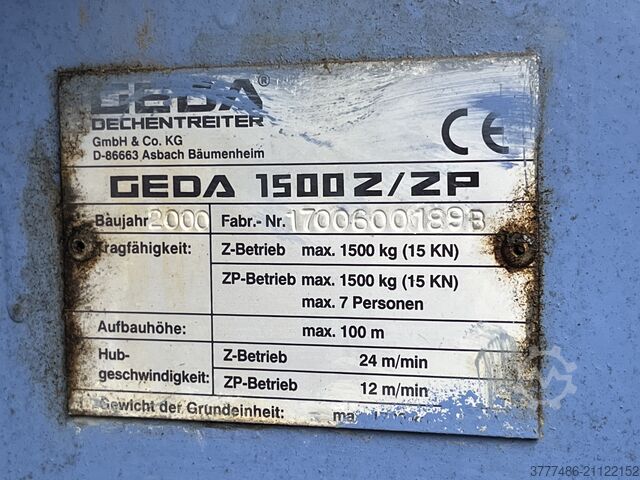 GEDA®
DECHENTREITER
GmbH & Co. KG
D-86663 Asbach Bäumenheim
CE
GEDA 1500 Z/ZP
Baujahr 2000 Fabr.- Nr. 17006001898
Tragfähigkeit: Z-Betrieb max. 1500 kg (15 KN)
ZP-Betrieb max. 1500 kg (15 KN)
max. 7 Personen
Aufbauhöhe: max. 100 m
Hub- Z-Betrieb 24 m/min
geschwindigkeit: ZP-Betrieb 12 m/min
Gewicht der Grundeinheit:
3777486-21122152